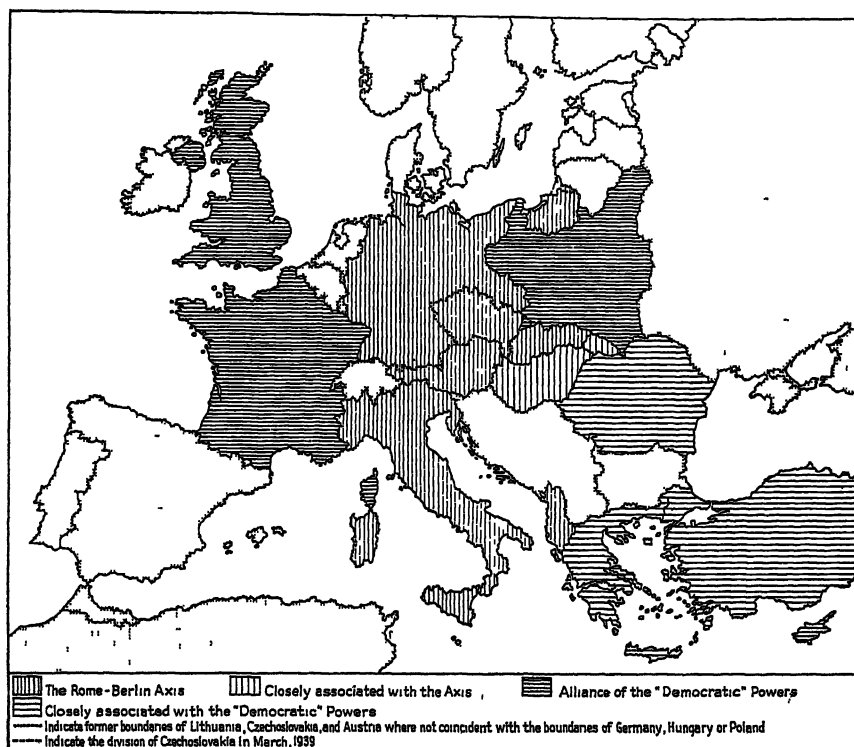 The Rome-Berlin Axis Closely associated with the Axis Alliance of the "Democratic" Powers
Closely associated with the "Democratic" Powers
Indicate former boundaries of Lithuania, Czechoslovakia, and Austria where not coincident with the boundaries of Germany, Hungary or Poland
Indicate the division of Czechoslovakia in March, 1939